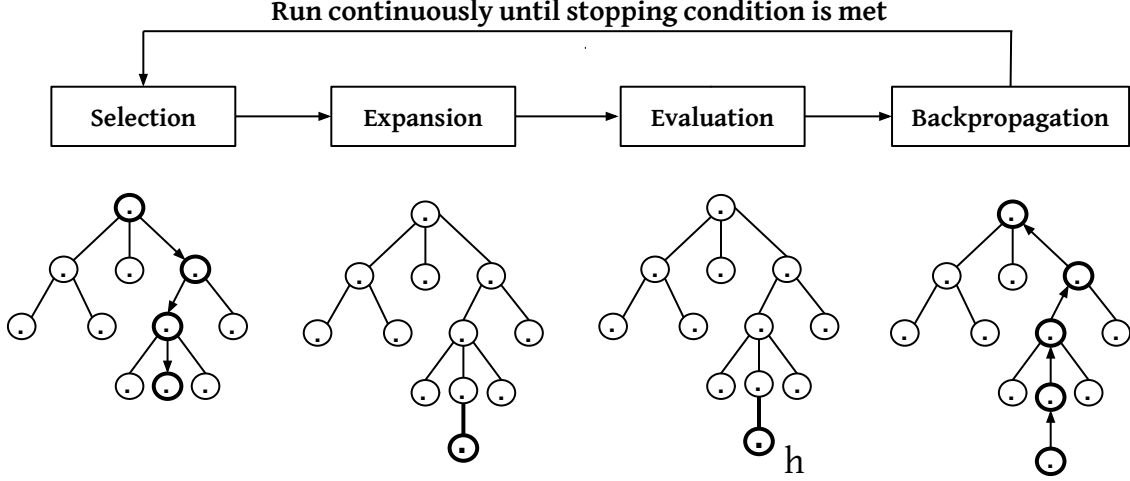 Run continuously until stopping condition is met
Selection
Expansion
Evaluation
Backpropagation
h